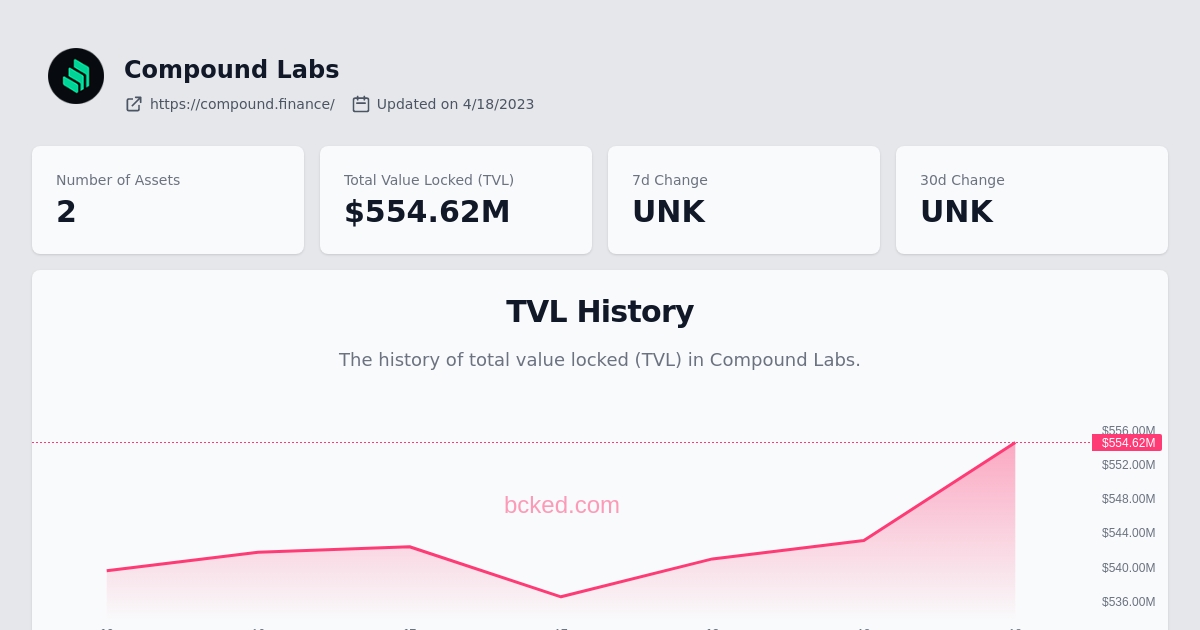 Compound Labs
https://compound.finance/ Updated on 4/18/2023
Number of Assets
2
Total Value Locked (TVL)
$554.62M
7d Change
UNK
30d Change
UNK
TVL History
The history of total value locked (TVL) in Compound Labs.
$556.00M
$554.62M
$552.00M
bcked.com
$548.00M
$544.00M
$540.00M
$536.00M